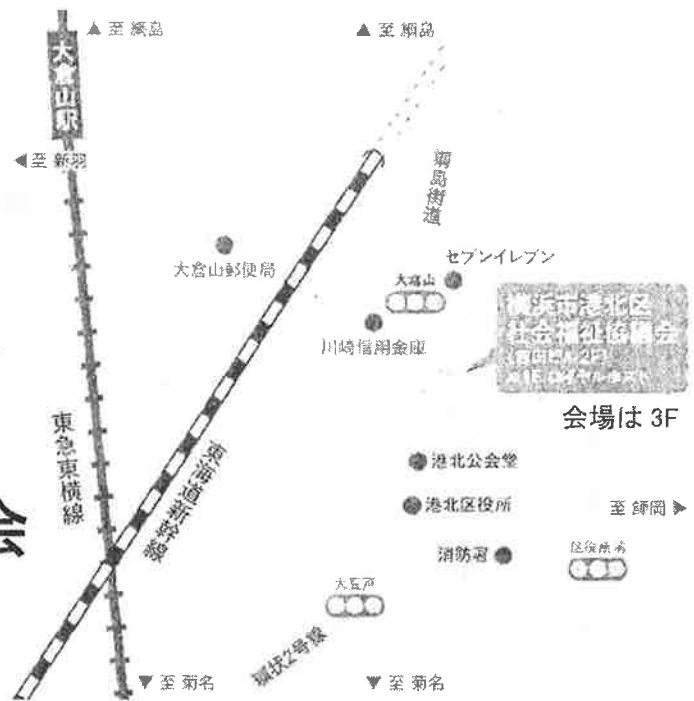 ▲ 至 綱島
▲ 至 綱島
大倉山駅
◀至 新羽
綱島街道
セブンイレブン
大倉山郵便局
大倉山
川崎信用金庫
横浜市港北区
社会福祉協議会
会場は 3F
東急東横線
東海道新幹線
港北公会堂
港北区役所
至 師岡 ▶
消防署
区役所前
大豆戸
環状2号線
▼ 至 菊名
▼ 至 菊名